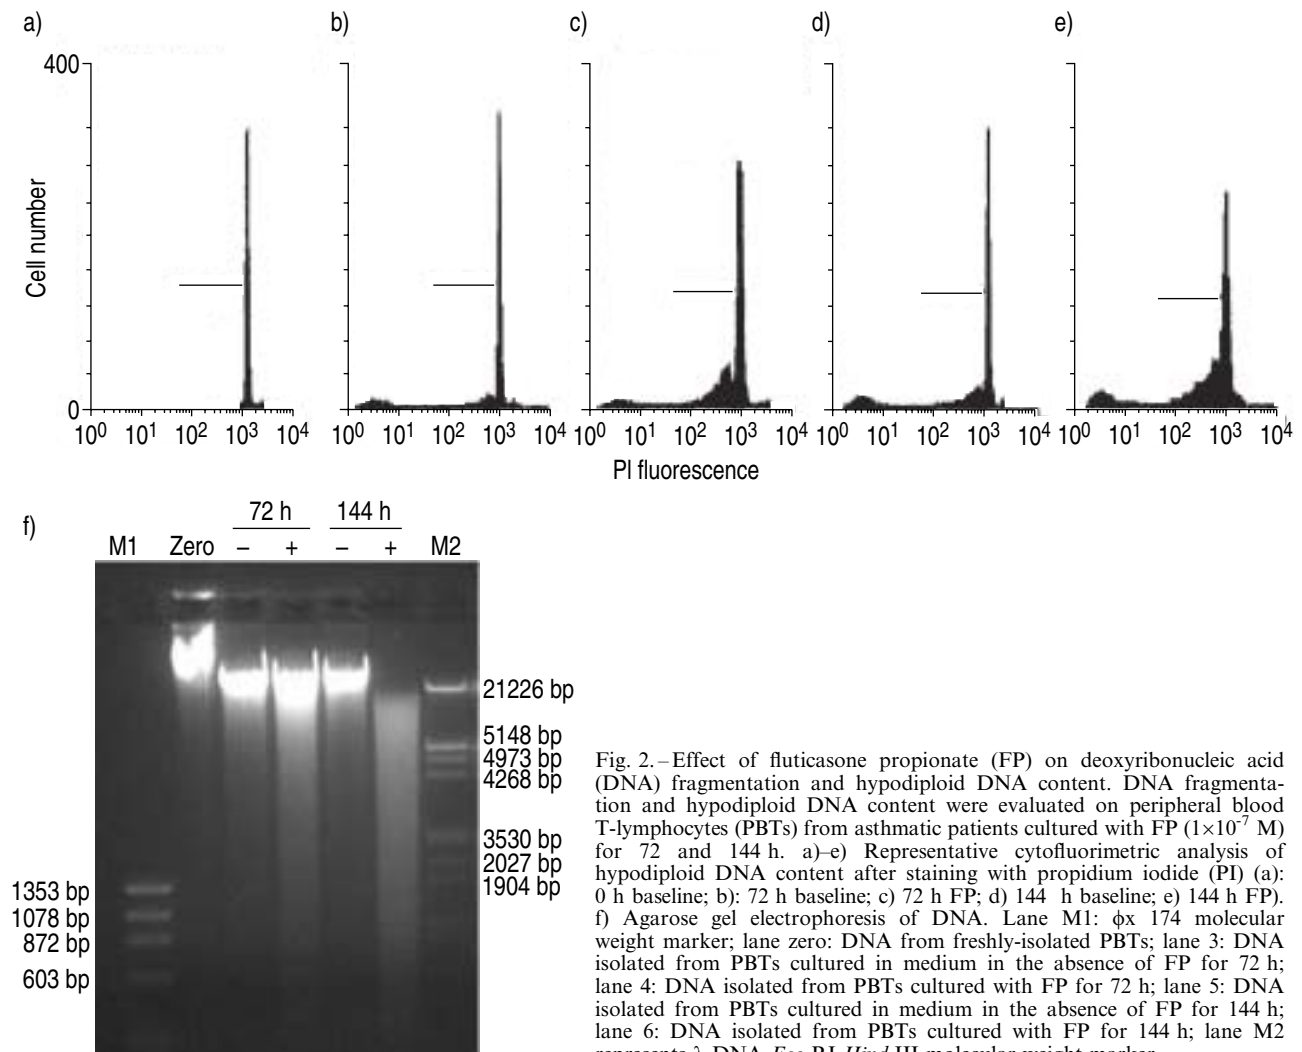 a) b) c) d) e)
400
Cell number
0
10⁰ 10¹ 10² 10³ 10⁴ 10⁰ 10¹ 10² 10³ 10⁴ 10⁰ 10¹ 10² 10³ 10⁴ 10⁰ 10¹ 10² 10³ 10⁴ 10⁰ 10¹ 10² 10³ 10⁴
PI fluorescence
f)
72 h 144 h
M1 Zero – + – + M2
21226 bp
5148 bp
4973 bp
4268 bp
3530 bp
2027 bp
1904 bp
1353 bp
1078 bp
872 bp
603 bp
Fig. 2. – Effect of fluticasone propionate (FP) on deoxyribonucleic acid
(DNA) fragmentation and hypodiploid DNA content. DNA fragmenta-
tion and hypodiploid DNA content were evaluated on peripheral blood
T-lymphocytes (PBTs) from asthmatic patients cultured with FP (1×10⁻⁷ M)
for 72 and 144 h. a)–e) Representative cytofluorimetric analysis of
hypodiploid DNA content after staining with propidium iodide (PI) (a):
0 h baseline; b): 72 h baseline; c) 72 h FP; d) 144 h baseline; e) 144 h FP).
f) Agarose gel electrophoresis of DNA. Lane M1: ϕx 174 molecular
weight marker; lane zero: DNA from freshly-isolated PBTs; lane 3: DNA
isolated from PBTs cultured in medium in the absence of FP for 72 h;
lane 4: DNA isolated from PBTs cultured with FP for 72 h; lane 5: DNA
isolated from PBTs cultured in medium in the absence of FP for 144 h;
lane 6: DNA isolated from PBTs cultured with FP for 144 h; lane M2
represents λ DNA Eco RI Hind III molecular weight marker.